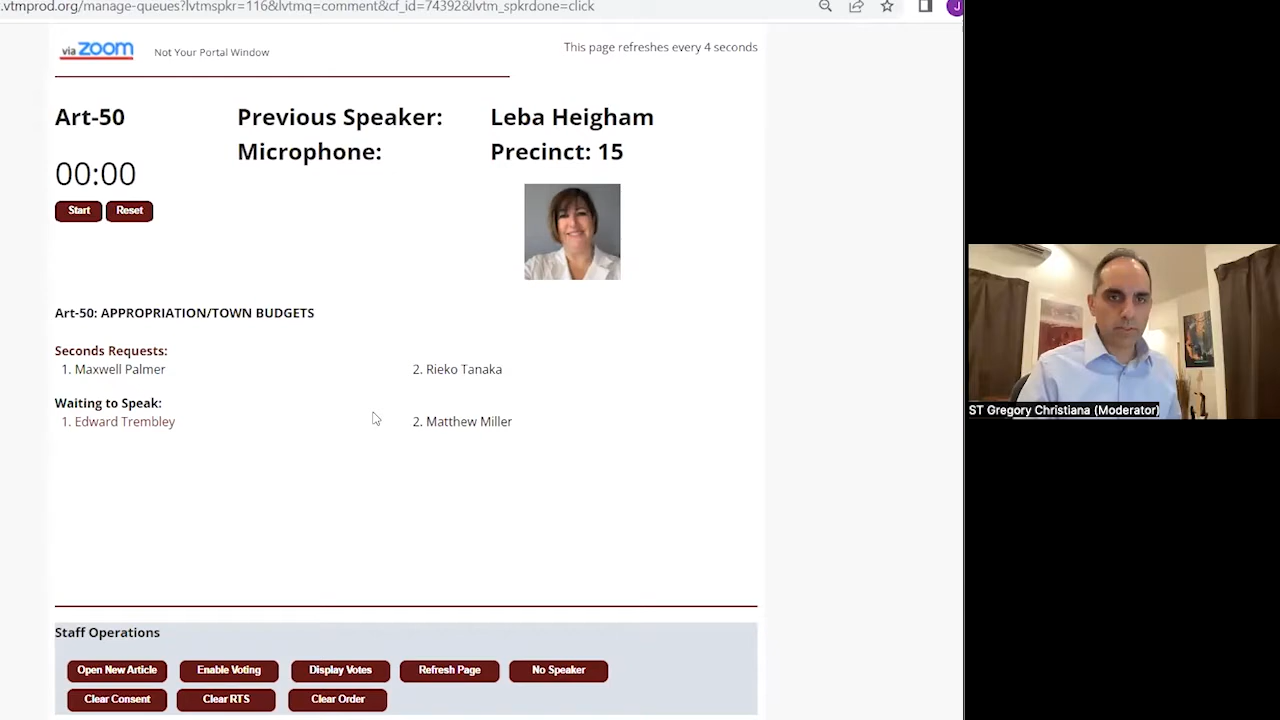 .vtmprod.org/manage-queues?lvtmspkr=116&lvtmq=comment&cf_id=74392&lvtm_spkrdone=click
J
via zoom
Not Your Portal Window
This page refreshes every 4 seconds
Art-50
Previous Speaker:
Leba Heigham
Microphone:
Precinct: 15
00:00
Start
Reset
Art-50: APPROPRIATION/TOWN BUDGETS
Seconds Requests:
1. Maxwell Palmer
2. Rieko Tanaka
Waiting to Speak:
1. Edward Trembley
2. Matthew Miller
ST Gregory Christiana (Moderator)
Staff Operations
Open New Article
Enable Voting
Display Votes
Refresh Page
No Speaker
Clear Consent
Clear RTS
Clear Order